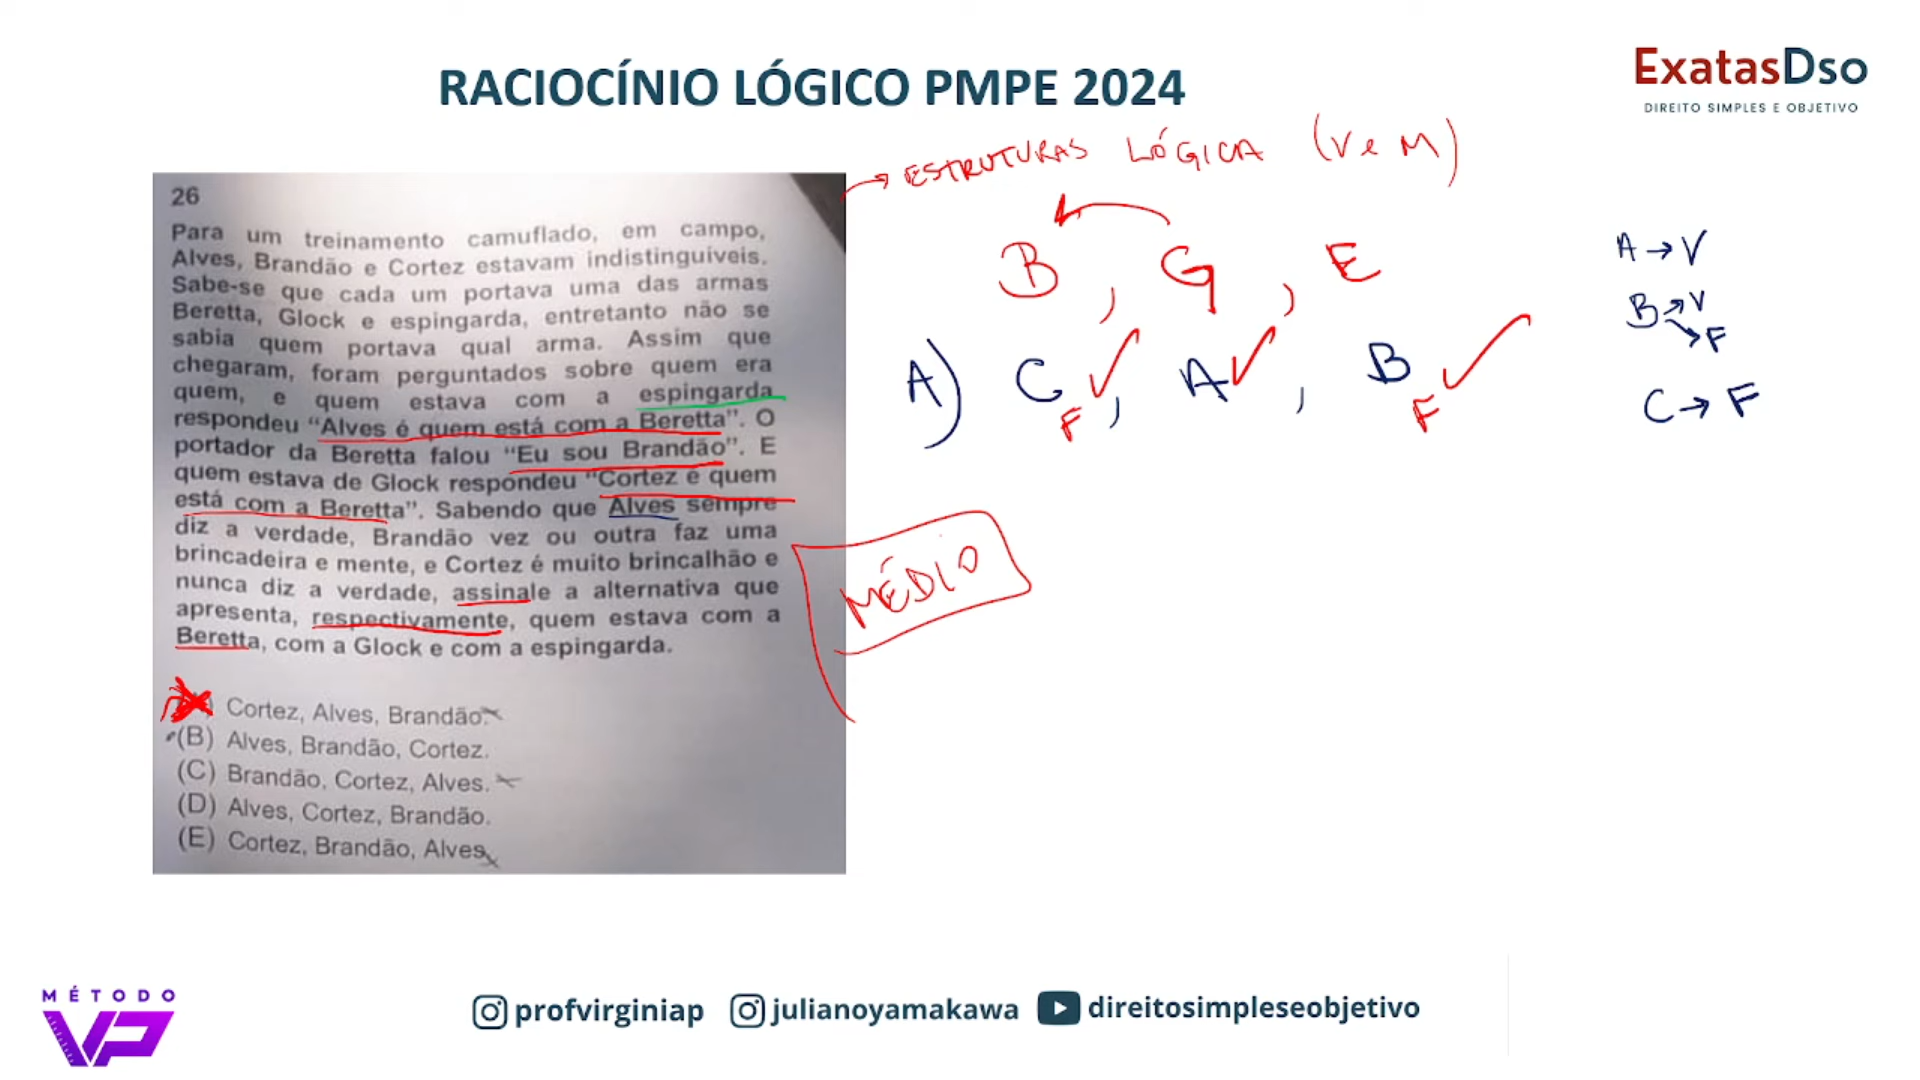 RACIOCÍNIO LÓGICO PMPE 2024
ExatasDso
DIREITO SIMPLES E OBJETIVO
→ ESTRUTURAS LÓGICA (V e M)
26
Para um treinamento camuflado, em campo,
Alves, Brandão e Cortez estavam indistinguíveis.
Sabe-se que cada um portava uma das armas
Beretta, Glock e espingarda, entretanto não se
sabia quem portava qual arma. Assim que
chegaram, foram perguntados sobre quem era
quem, e quem estava com a espingarda
respondeu "Alves é quem está com a Beretta". O
portador da Beretta falou "Eu sou Brandão". E
quem estava de Glock respondeu "Cortez é quem
está com a Beretta". Sabendo que Alves sempre
diz a verdade, Brandão vez ou outra faz uma
brincadeira e mente, e Cortez é muito brincalhão e
nunca diz a verdade, assinale a alternativa que
apresenta, respectivamente, quem estava com a
Beretta, com a Glock e com a espingarda.
Cortez, Alves, Brandão.
(B) Alves, Brandão, Cortez.
(C) Brandão, Cortez, Alves.
(D) Alves, Cortez, Brandão.
(E) Cortez, Brandão, Alves.
B, G, E
A) C, A, B
F F
A → V
B → V
→ F
C → F
MÉDIO
MÉTODO
VP
profvirginiap julianoyamakawa direitosimpleseobjetivo